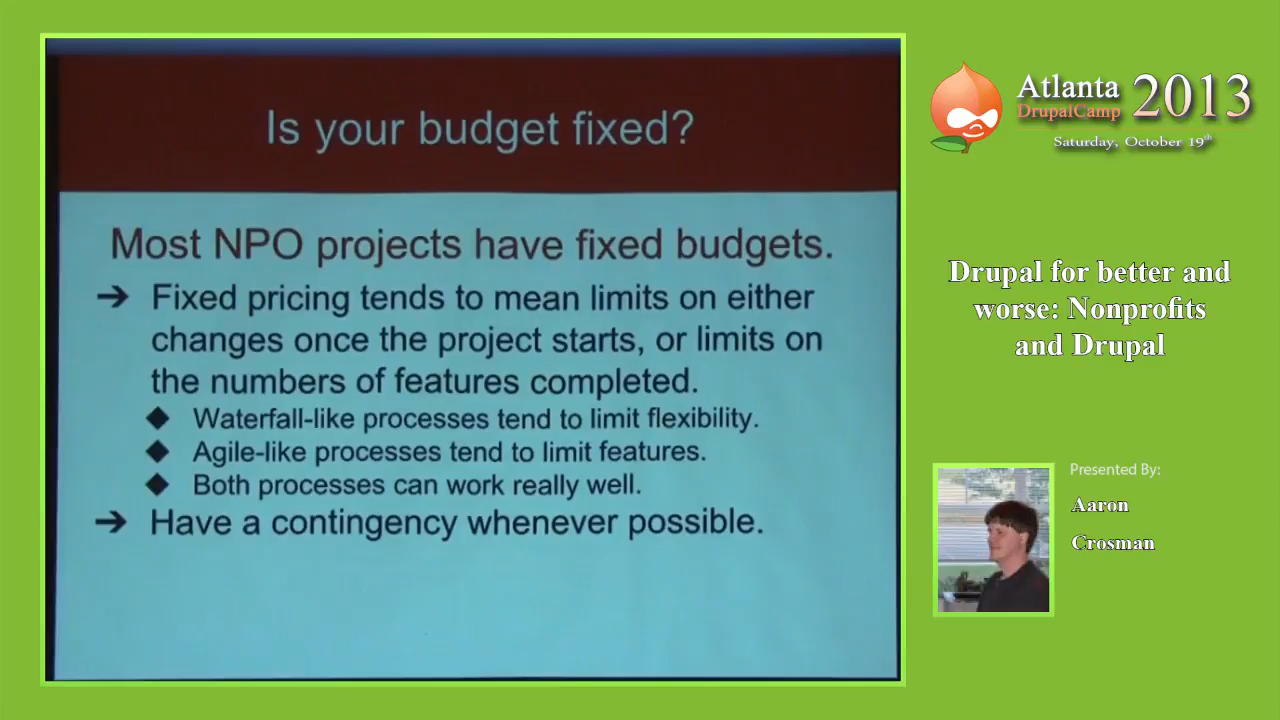 Is your budget fixed?
Most NPO projects have fixed budgets.
➔ Fixed pricing tends to mean limits on either
changes once the project starts, or limits on
the numbers of features completed.
◆ Waterfall-like processes tend to limit flexibility.
◆ Agile-like processes tend to limit features.
◆ Both processes can work really well.
➔ Have a contingency whenever possible.
Atlanta 2013
DrupalCamp
Saturday, October 19th
Drupal for better and
worse: Nonprofits
and Drupal
Presented By:
Aaron
Crosman